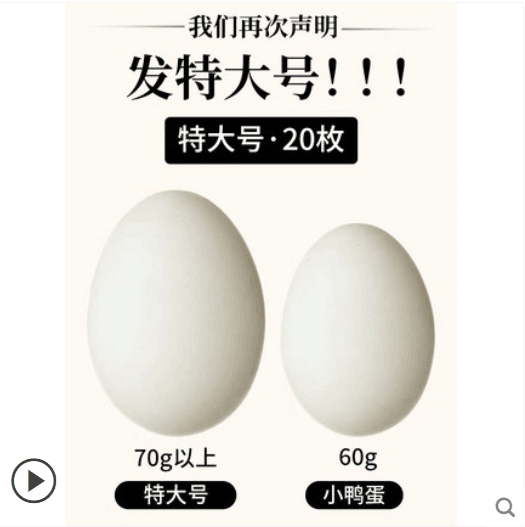 我们再次声明
发特大号！！！
特大号·20枚
70g以上
60g
特大号
小鸭蛋